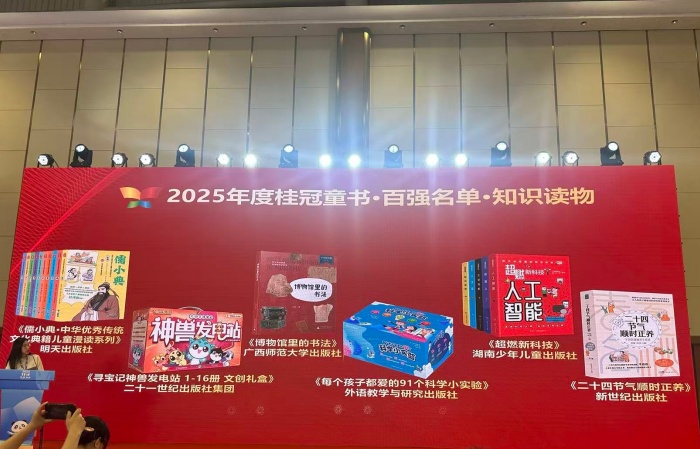 2025年度桂冠童书·百强名单·知识读物
儒小典
《儒小典·中华优秀传统
文化典籍儿童漫读系列》
明天出版社
神兽发电站
《寻宝记神兽发电站 1-16册 文创礼盒》
二十一世纪出版社集团
博物馆里的
书法
《博物馆里的书法》
广西师范大学出版社
科学小实验
《每个孩子都爱的91个科学小实验》
外语教学与研究出版社
超燃新科技
人工
智能
《超燃新科技》
湖南少年儿童出版社
二十四
节气
顺时正养
《二十四节气顺时正养》
新世纪出版社